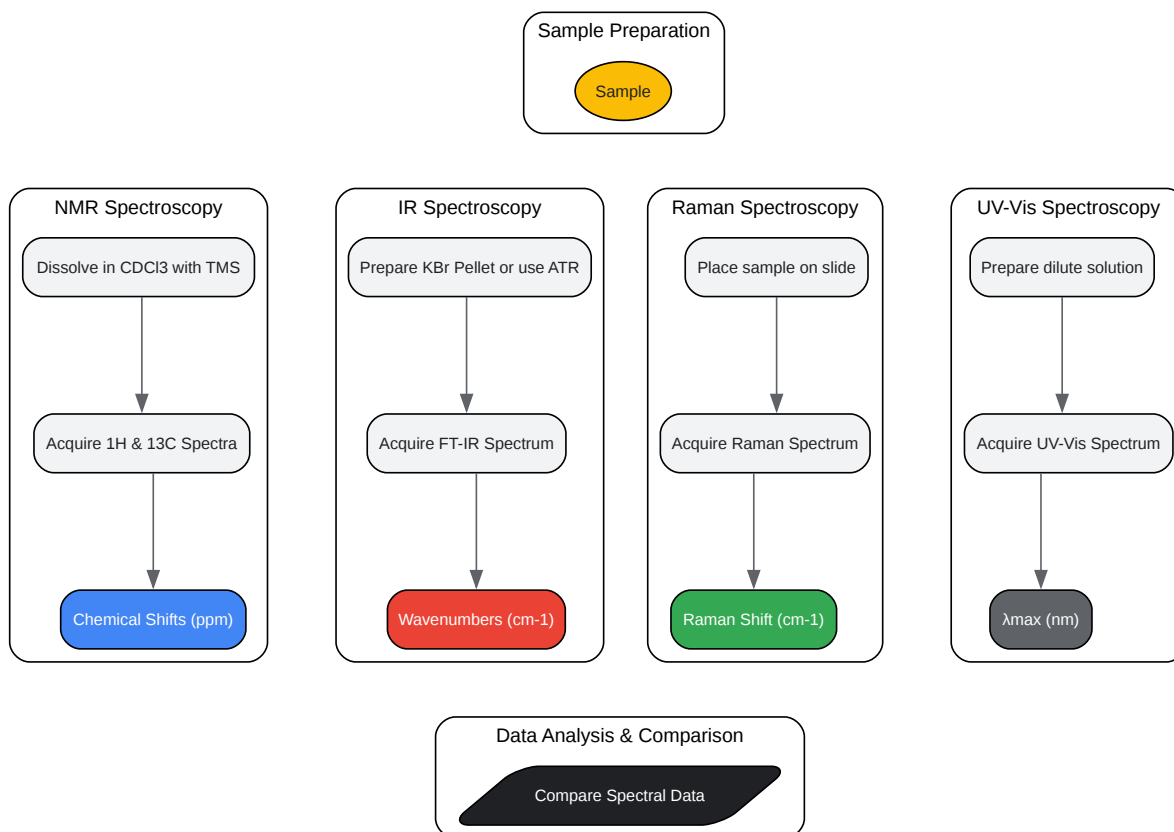 Sample Preparation
Sample
NMR Spectroscopy
Dissolve in CDCl3 with TMS
Acquire 1H & 13C Spectra
Chemical Shifts (ppm)
IR Spectroscopy
Prepare KBr Pellet or use ATR
Acquire FT-IR Spectrum
Wavenumbers (cm-1)
Raman Spectroscopy
Place sample on slide
Acquire Raman Spectrum
Raman Shift (cm-1)
UV-Vis Spectroscopy
Prepare dilute solution
Acquire UV-Vis Spectrum
λmax (nm)
Data Analysis & Comparison
Compare Spectral Data